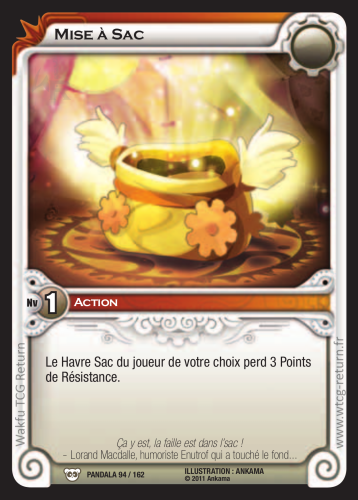 Mise à Sac
Nv 1 Action
Le Havre Sac du joueur de votre choix perd 3 Points
de Résistance.
Ça y est, la faille est dans l'sac !
- Lorand Macdalle, humoriste Enutrof qui a touché le fond...
PANDALA 94 / 162
ILLUSTRATION : ANKAMA
© 2011 Ankama
Wakfu TCG Return
www.wtcg-return.fr